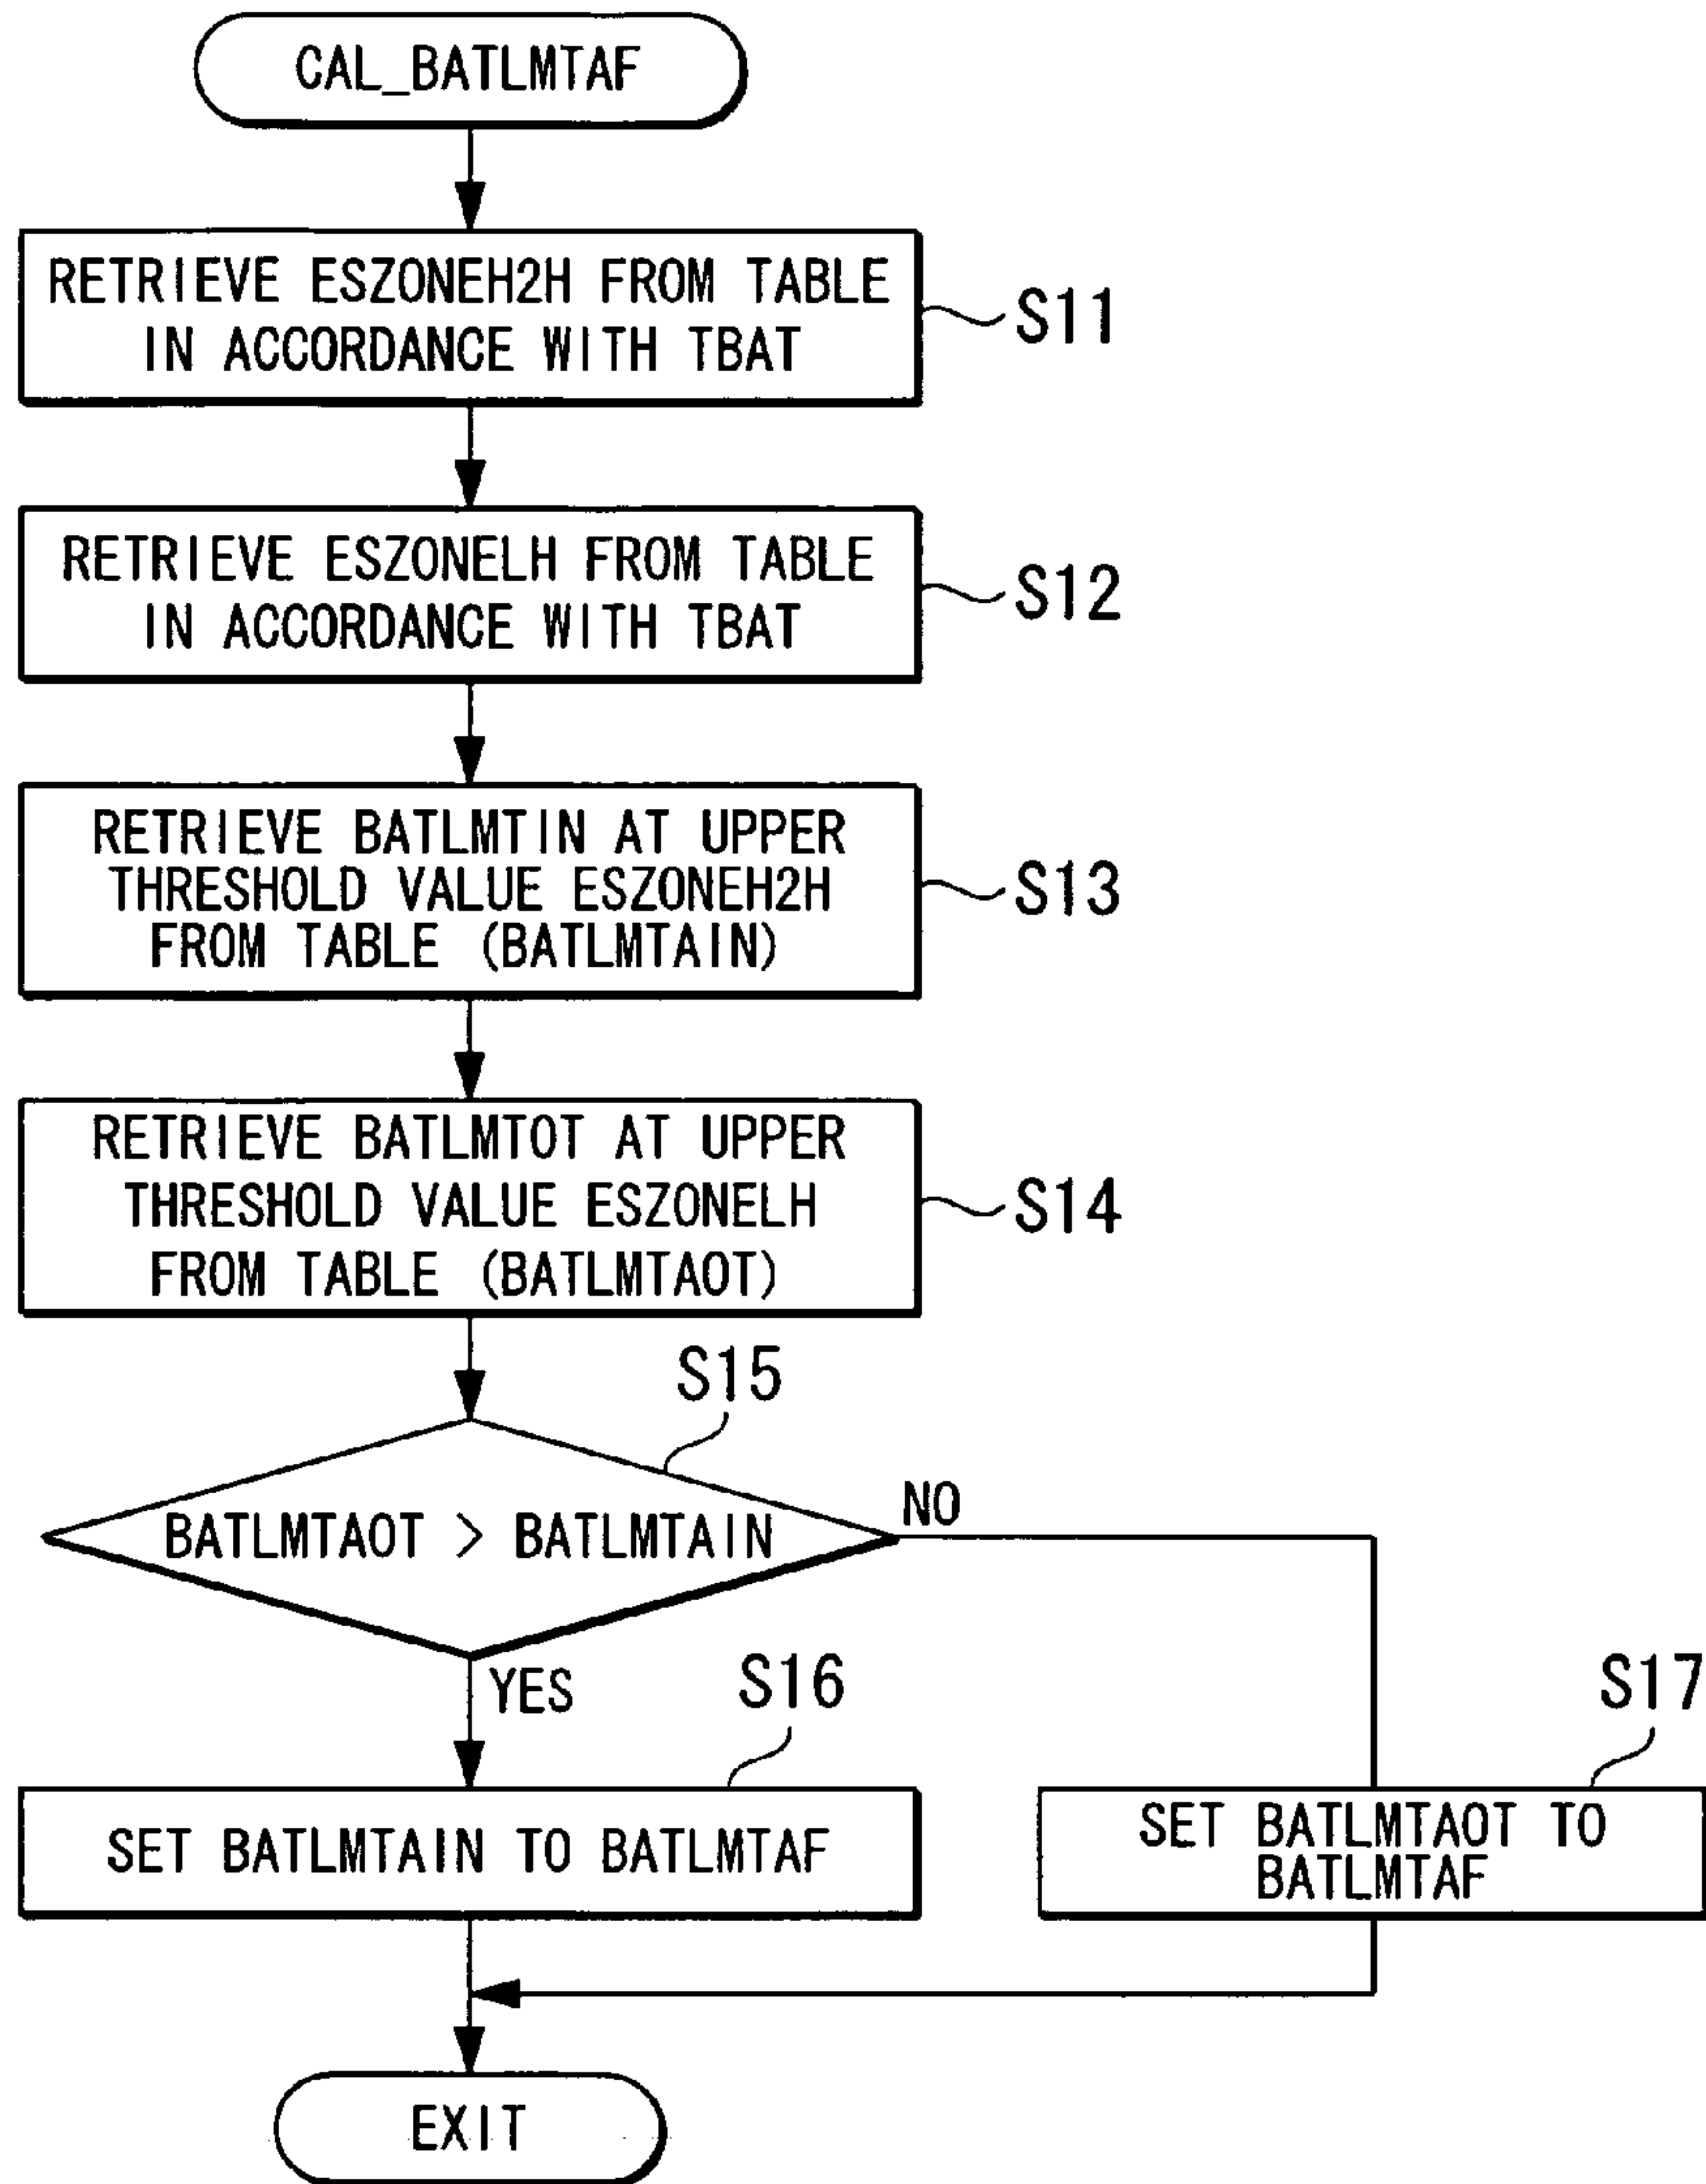 CAL_BATLMTAF
RETRIEVE ESZONEH2H FROM TABLE
IN ACCORDANCE WITH TBAT
S11
RETRIEVE ESZONELH FROM TABLE
IN ACCORDANCE WITH TBAT
S12
RETRIEVE BATLMTIN AT UPPER
THRESHOLD VALUE ESZONEH2H
FROM TABLE (BATLMTAIN)
S13
RETRIEVE BATLMTOT AT UPPER
THRESHOLD VALUE ESZONELH
FROM TABLE (BATLMTAOT)
S14
S15
BATLMTAOT > BATLMTAIN
NO
YES
S16
S17
SET BATLMTAIN TO BATLMTAF
SET BATLMTAOT TO
BATLMTAF
EXIT